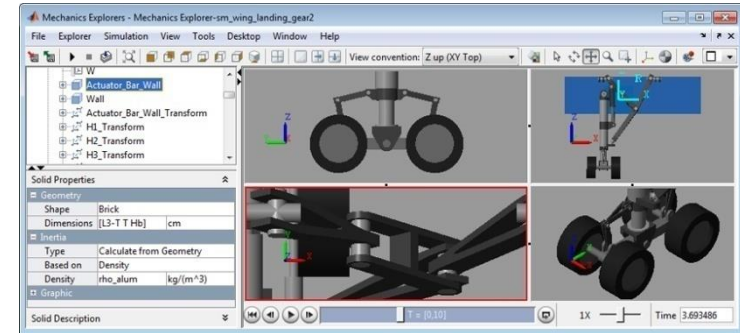 Mechanics Explorers - Mechanics Explorer-sm_wing_landing_gear2
File Explorer Simulation View Tools Desktop Window Help
View convention: Z up (XY Top)
W
Actuator_Bar_Wall
Wall
Actuator_Bar_Wall_Transform
H1_Transform
H2_Transform
H3_Transform
Solid Properties
Geometry
Shape Brick
Dimensions [L3-T T Hb] cm
Inertia
Type Calculate from Geometry
Based on Density
Density rho_alum kg/(m^3)
Graphic
Solid Description
T = [0,10]
1X
Time 3.693486